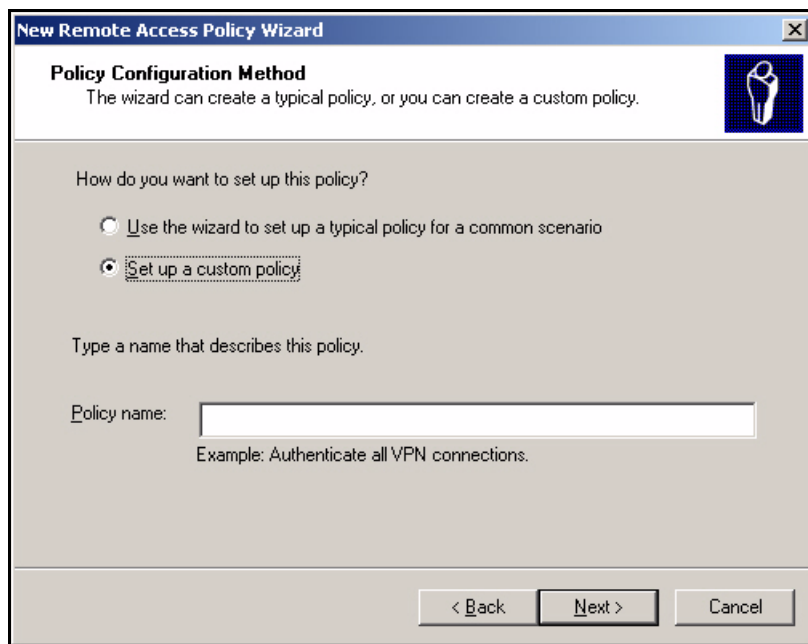 New Remote Access Policy Wizard
Policy Configuration Method
The wizard can create a typical policy, or you can create a custom policy.
How do you want to set up this policy?
Use the wizard to set up a typical policy for a common scenario
Set up a custom policy
Type a name that describes this policy.
Policy name:
Example: Authenticate all VPN connections.
< Back
Next >
Cancel